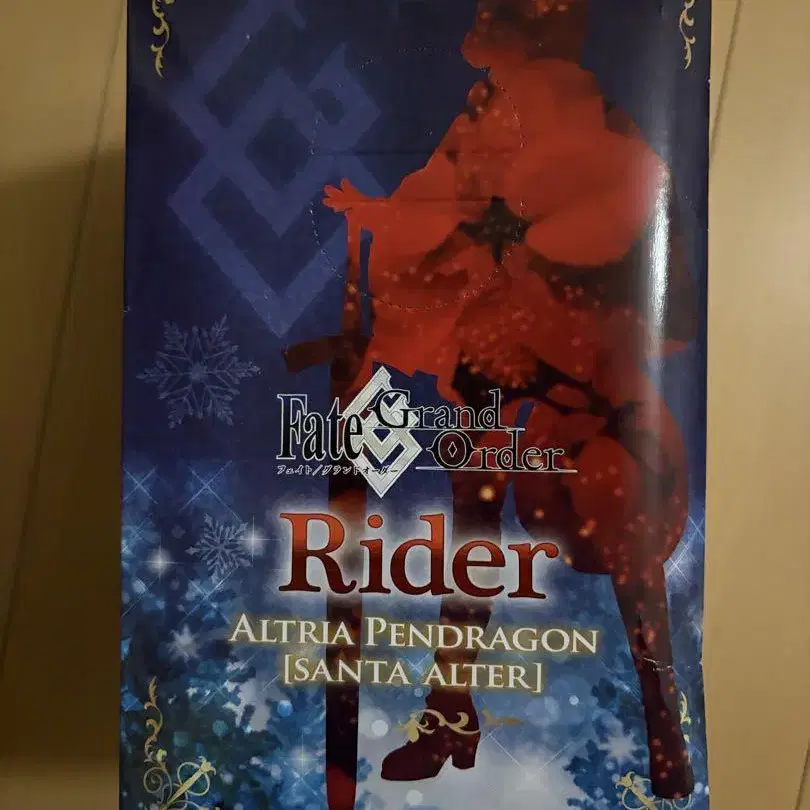 Fate Grand Order
フェイト/グランドオーダー
Rider
ALTRIA PENDRAGON
[SANTA ALTER]